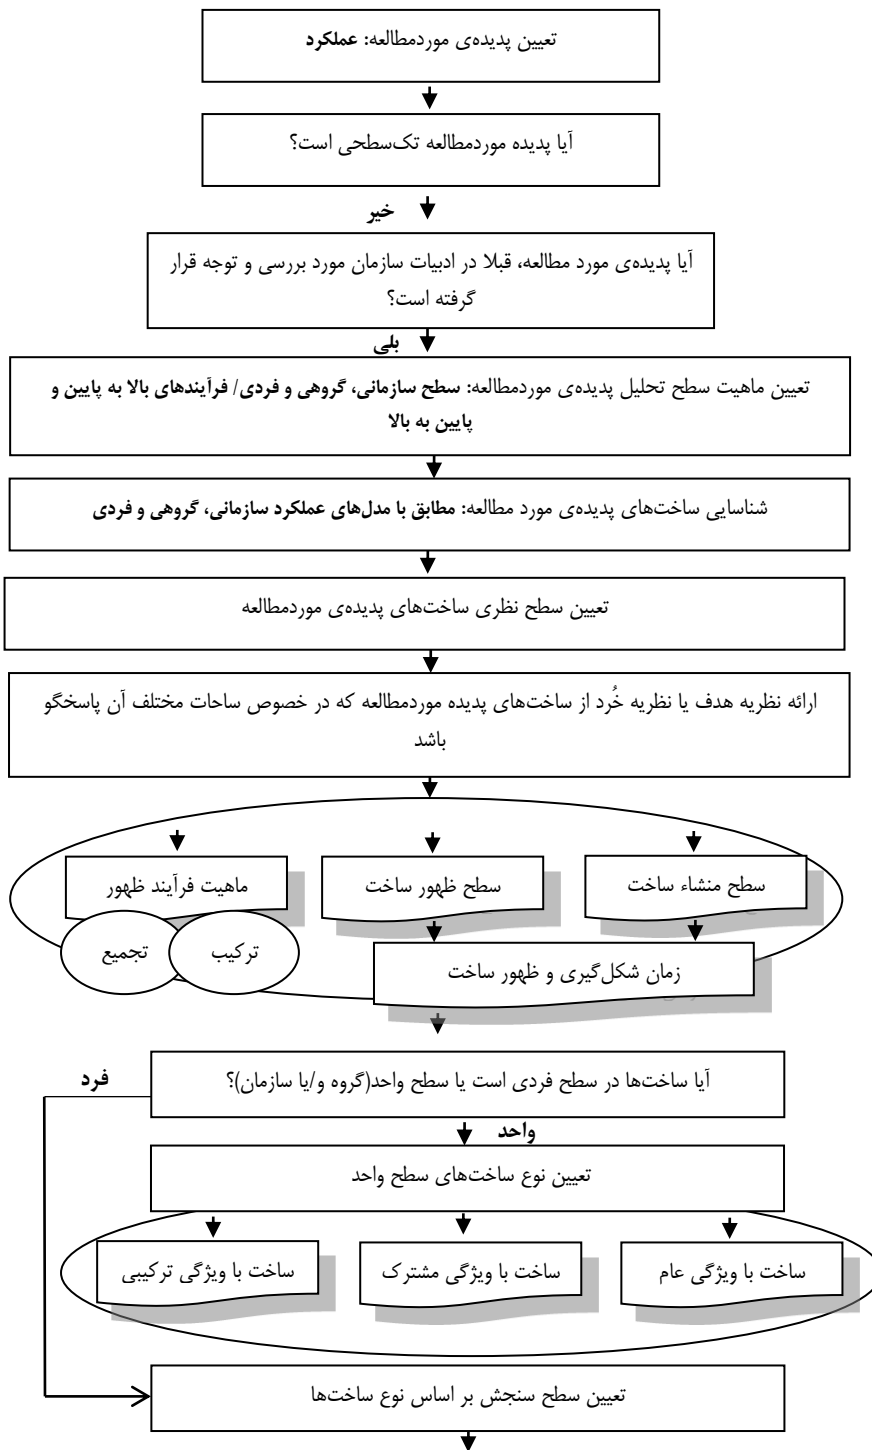 تعیین پدیده‌ی موردمطالعه: عملکرد
آیا پدیده موردمطالعه تک‌سطحی است؟
خیر
آیا پدیده‌ی مورد مطالعه، قبلا در ادبیات سازمان مورد بررسی و توجه قرار
گرفته است؟
بلی
تعیین ماهیت سطح تحلیل پدیده‌ی موردمطالعه: سطح سازمانی، گروهی و فردی/ فرآیندهای بالا به پایین و
پایین به بالا
شناسایی ساخت‌های پدیده‌ی مورد مطالعه: مطابق با مدل‌های عملکرد سازمانی، گروهی و فردی
تعیین سطح نظری ساخت‌های پدیده‌ی موردمطالعه
ارائه نظریه هدف یا نظریه خُرد از ساخت‌های پدیده موردمطالعه که در خصوص ساحات مختلف آن پاسخگو
باشد
سطح منشاء ساخت
سطح ظهور ساخت
ماهیت فرآیند ظهور
ترکیب
تجمیع
زمان شکل‌گیری و ظهور ساخت
آیا ساخت‌ها در سطح فردی است یا سطح واحد(گروه و/یا سازمان)؟
فرد
واحد
تعیین نوع ساخت‌های سطح واحد
ساخت با ویژگی عام
ساخت با ویژگی مشترک
ساخت با ویژگی ترکیبی
تعیین سطح سنجش بر اساس نوع ساخت‌ها